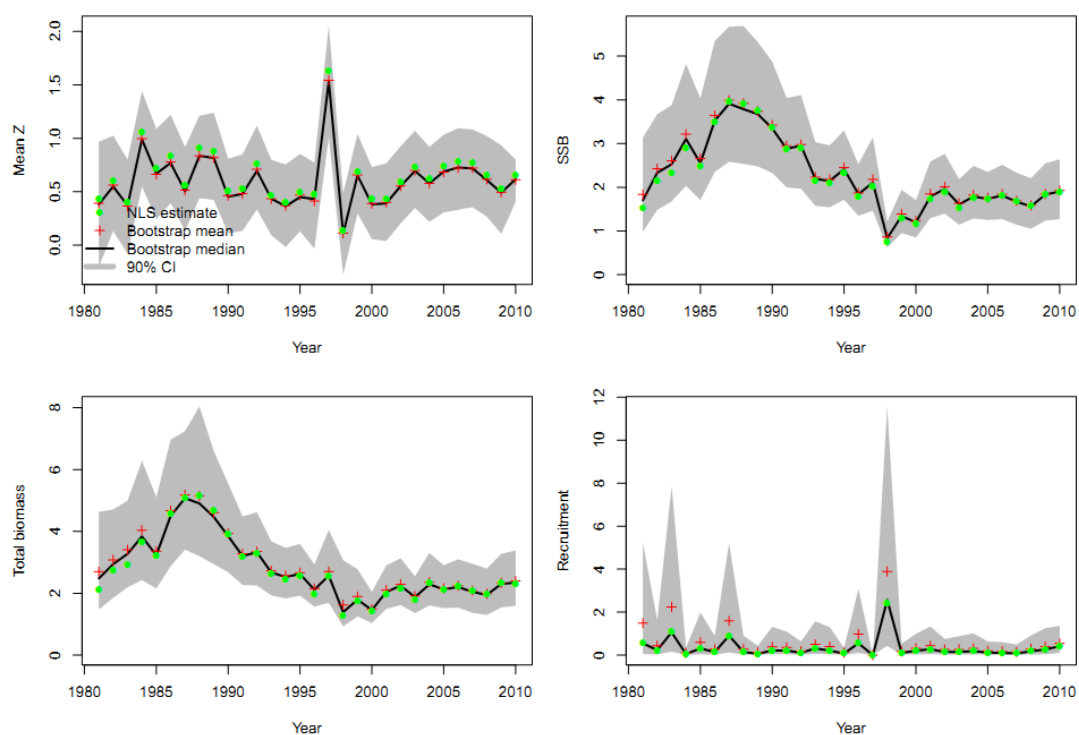 Mean Z
2.0
1.5
1.0
0.5
0.0
NLS estimate
Bootstrap mean
Bootstrap median
90% CI
1980 1985 1990 1995 2000 2005 2010
Year
SSB
5
4
3
2
1
0
1980 1985 1990 1995 2000 2005 2010
Year
Total biomass
8
6
4
2
0
1980 1985 1990 1995 2000 2005 2010
Year
Recruitment
12
10
8
6
4
2
0
1980 1985 1990 1995 2000 2005 2010
Year